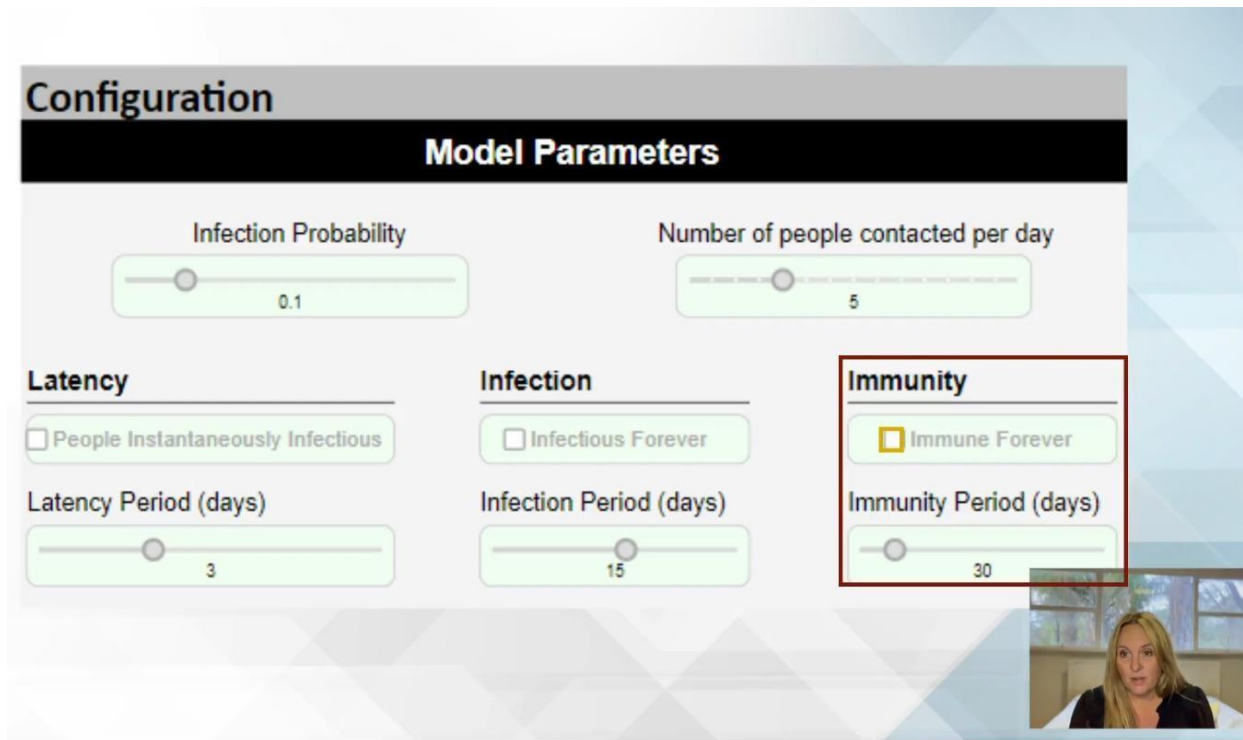 Configuration
Model Parameters
Infection Probability
0.1
Number of people contacted per day
5
Latency
People Instantaneously Infectious
Latency Period (days)
3
Infection
Infectious Forever
Infection Period (days)
15
Immunity
Immune Forever
Immunity Period (days)
30